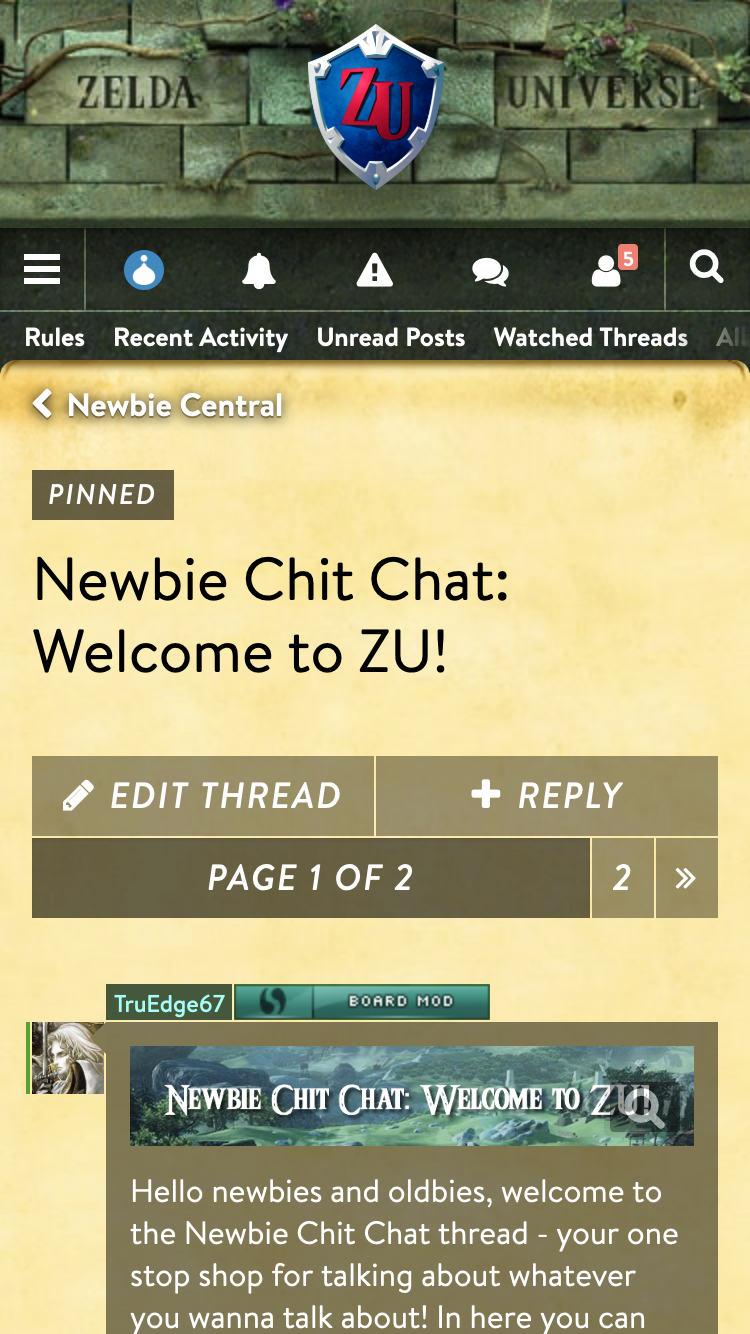 ZELDA
ZU
UNIVERSE
5
Rules
Recent Activity
Unread Posts
Watched Threads
Newbie Central
PINNED
Newbie Chit Chat:
Welcome to ZU!
EDIT THREAD
REPLY
PAGE 1 OF 2
2
TruEdge67
BOARD MOD
Newbie Chit Chat: Welcome to ZU!
Hello newbies and oldbies, welcome to
the Newbie Chit Chat thread - your one
stop shop for talking about whatever
you wanna talk about! In here you can